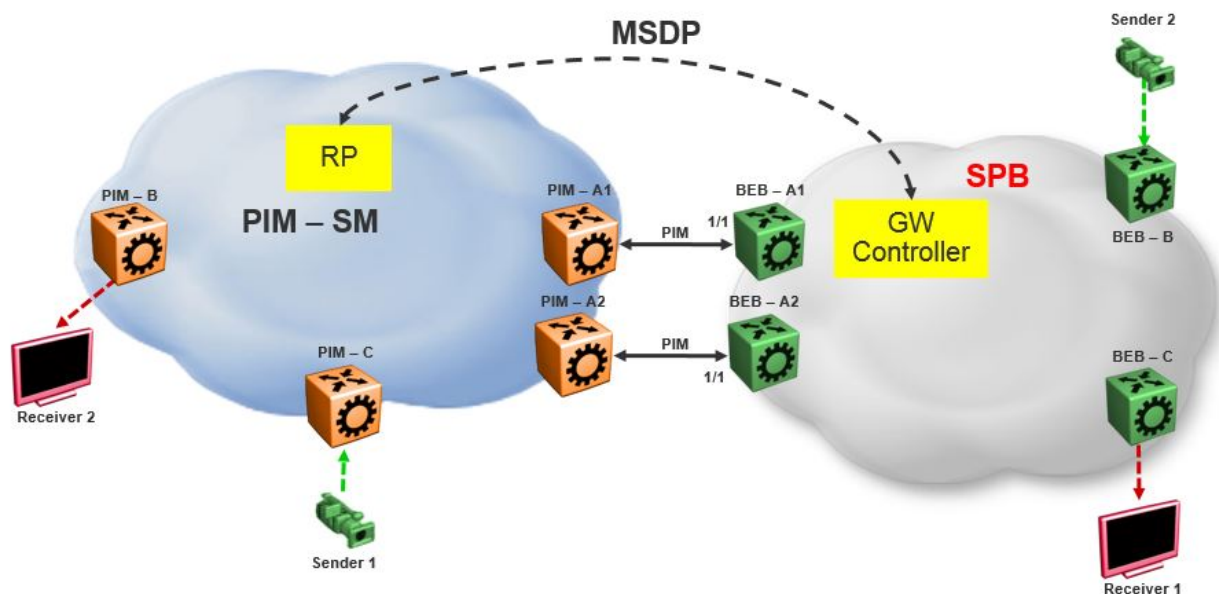 Sender 2
MSDP
RP
PIM – B
PIM – A1
BEB – A1
SPB
1/1
PIM – SM
PIM
GW
Controller
BEB – B
PIM – A2
BEB – A2
PIM – C
PIM
1/1
BEB – C
Receiver 2
Sender 1
Receiver 1